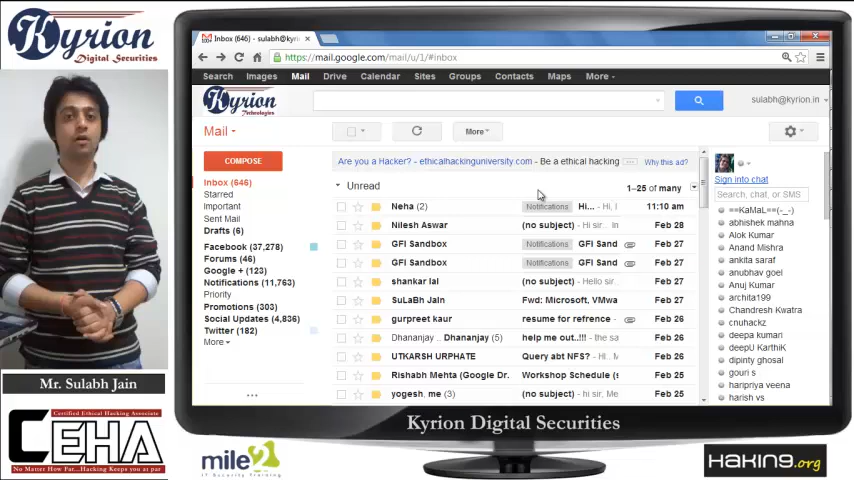 Kyrion
Digital Securities
Inbox (646) - sulabh@kyri
https://mail.google.com/mail/u/1/#inbox
Search Images Mail Drive Calendar Sites Groups Contacts Maps More
Kyrion
Technologies
sulabh@kyrion.in
Mail
More
COMPOSE
Are you a Hacker? - ethicalhackinguniversity.com - Be a ethical hacking Why this ad?
Inbox (646)
Unread 1–25 of many
Sign into chat
Search, chat, or SMS
Starred
Important
Sent Mail
Drafts (6)
Facebook (37,278)
Forums (46)
Google + (123)
Notifications (11,763)
Priority
Promotions (303)
Social Updates (4,836)
Twitter (182)
More
Neha (2) Notifications Hi... - Hi, I 11:10 am
Nilesh Aswar (no subject) - Hi sir, Feb 28
GFI Sandbox Notifications GFI Sand Feb 27
GFI Sandbox Notifications GFI Sand Feb 27
shankar lal (no subject) - Hello sir, Feb 27
SuLaBh Jain Fwd: Microsoft, VMwa Feb 27
gurpreet kaur resume for refrence - Feb 26
Dhananjay .. Dhananjay (5) help me out..!!! - the sa Feb 26
UTKARSH URPHATE Query abt NFS? - Hi.. Feb 26
Rishabh Mehta (Google Dr. Workshop Schedule (s Feb 25
yogesh, me (3) (no subject) - hi sir, Me Feb 25
==KaMaL==(-_-)
abhishek mahna
Alok Kumar
Anand Mishra
ankita saraf
anubhav goel
Anuj Kumar
archita199
Chandresh Kwatra
cnuhackz
deepa kumari
deepU KarthiK
dipinty ghosal
gouri s
haripriya veena
harish vs
Mr. Sulabh Jain
Kyrion Digital Securities
Certified Ethical Hacking Associate
CEHA
No Matter How Far...Hacking Keeps you at par
mile2
IT Security Training
HAKIN9.org